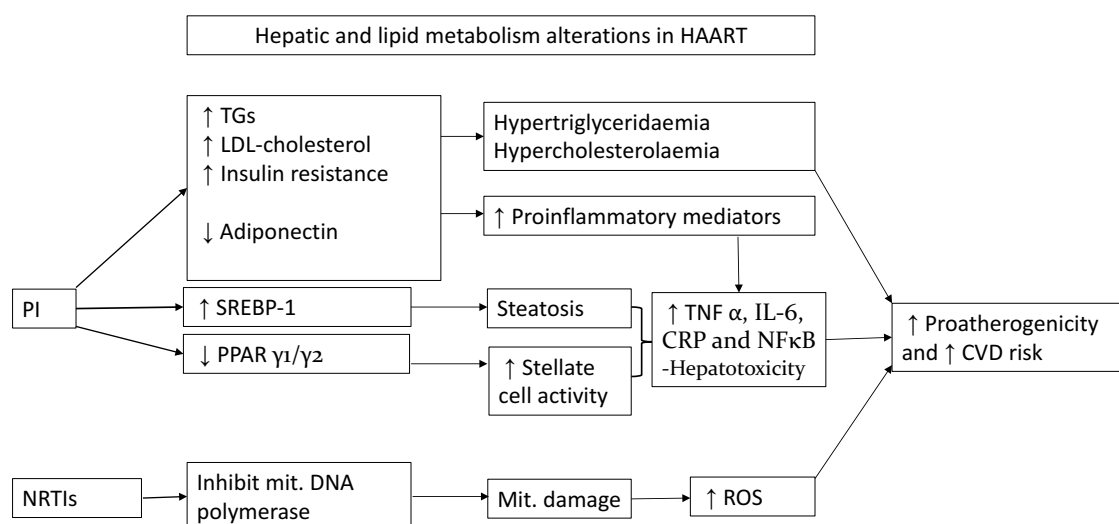 Hepatic and lipid metabolism alterations in HAART
↑ TGs
↑ LDL-cholesterol
↑ Insulin resistance
↓ Adiponectin
Hypertriglyceridaemia
Hypercholesterolaemia
↑ Proinflammatory mediators
PI
↑ SREBP-1
Steatosis
↓ PPAR γ1/γ2
↑ Stellate
cell activity
↑ TNF α, IL-6,
CRP and NFκB
-Hepatotoxicity
↑ Proatherogenicity
and ↑ CVD risk
NRTIs
Inhibit mit. DNA
polymerase
Mit. damage
↑ ROS